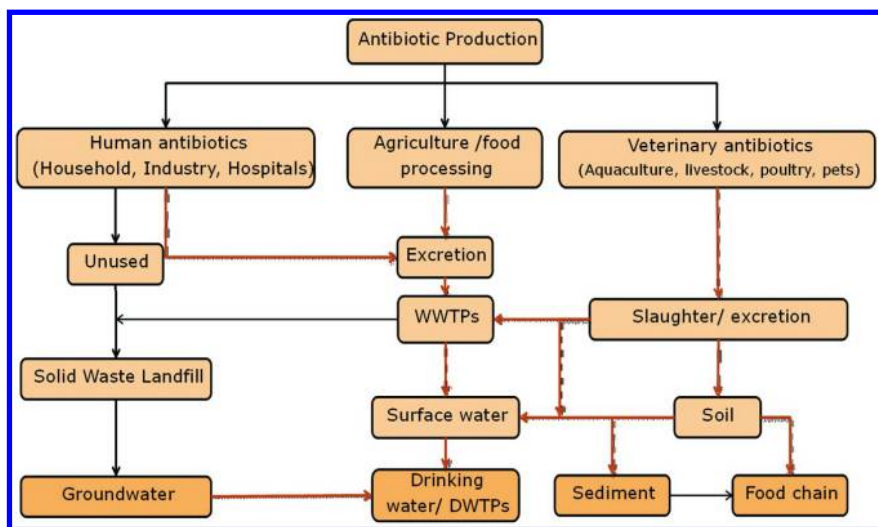 Antibiotic Production
Human antibiotics
(Household, Industry, Hospitals)
Agriculture /food
processing
Veterinary antibiotics
(Aquaculture, livestock, poultry, pets)
Unused
Excretion
WWTPs
Slaughter/ excretion
Solid Waste Landfill
Surface water
Soil
Groundwater
Drinking
water/ DWTPs
Sediment
Food chain